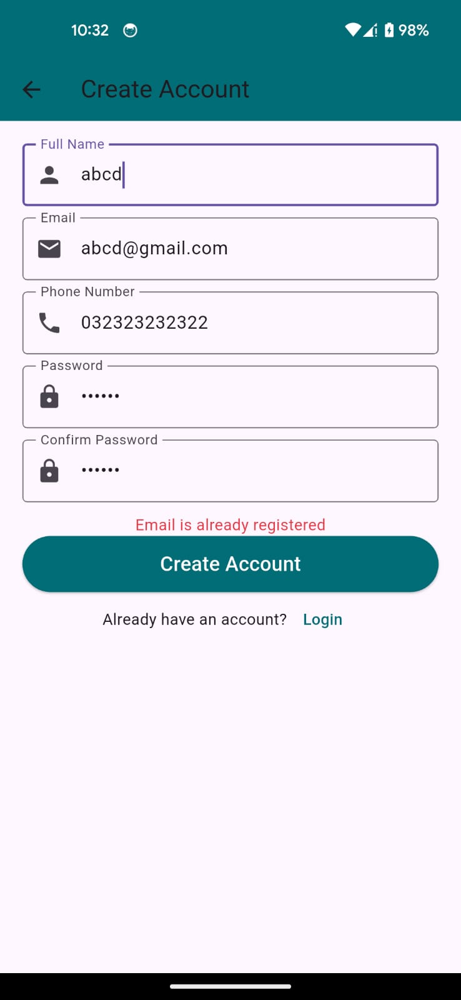 10:32 98%
Create Account
Full Name
abcd
Email
abcd@gmail.com
Phone Number
032323232322
Password
••••••
Confirm Password
••••••
Email is already registered
Create Account
Already have an account? Login